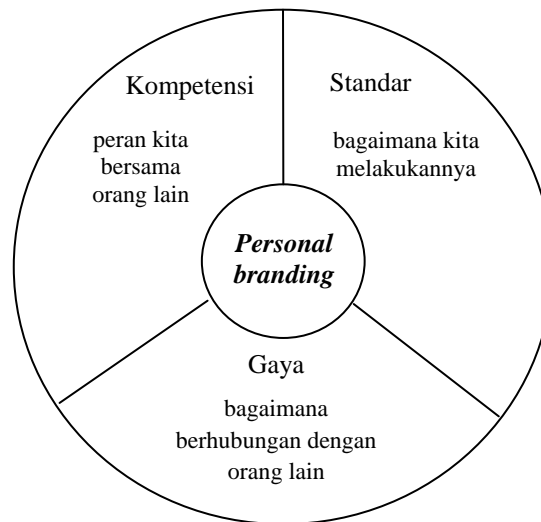 Kompetensi
peran kita
bersama
orang lain
Standar
bagaimana kita
melakukannya
Personal
branding
Gaya
bagaimana
berhubungan dengan
orang lain